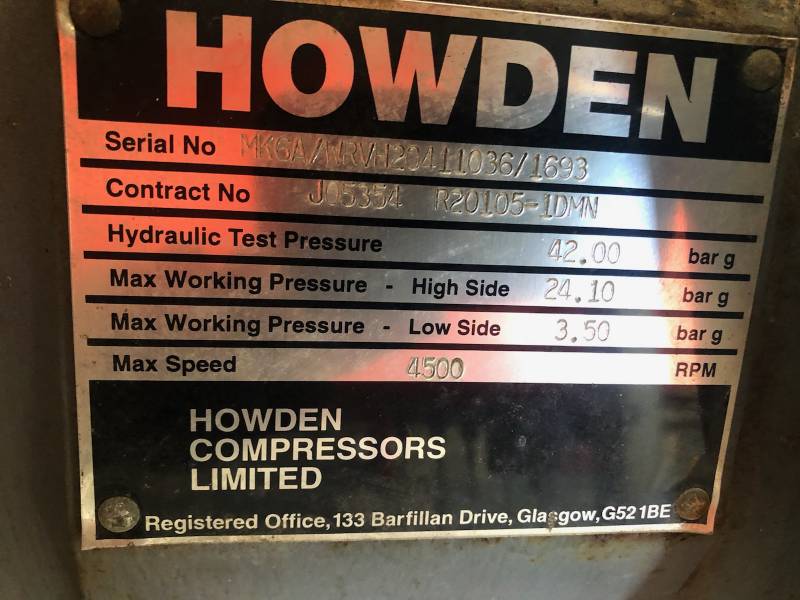 HOWDEN
Serial No MK6A/WRVH20411036/1693
Contract No J05354 R20105-1DMN
Hydraulic Test Pressure 42.00 bar g
Max Working Pressure - High Side 24.10 bar g
Max Working Pressure - Low Side 3.50 bar g
Max Speed 4500 RPM
HOWDEN
COMPRESSORS
LIMITED
Registered Office, 133 Barfillan Drive, Glasgow, G521BE